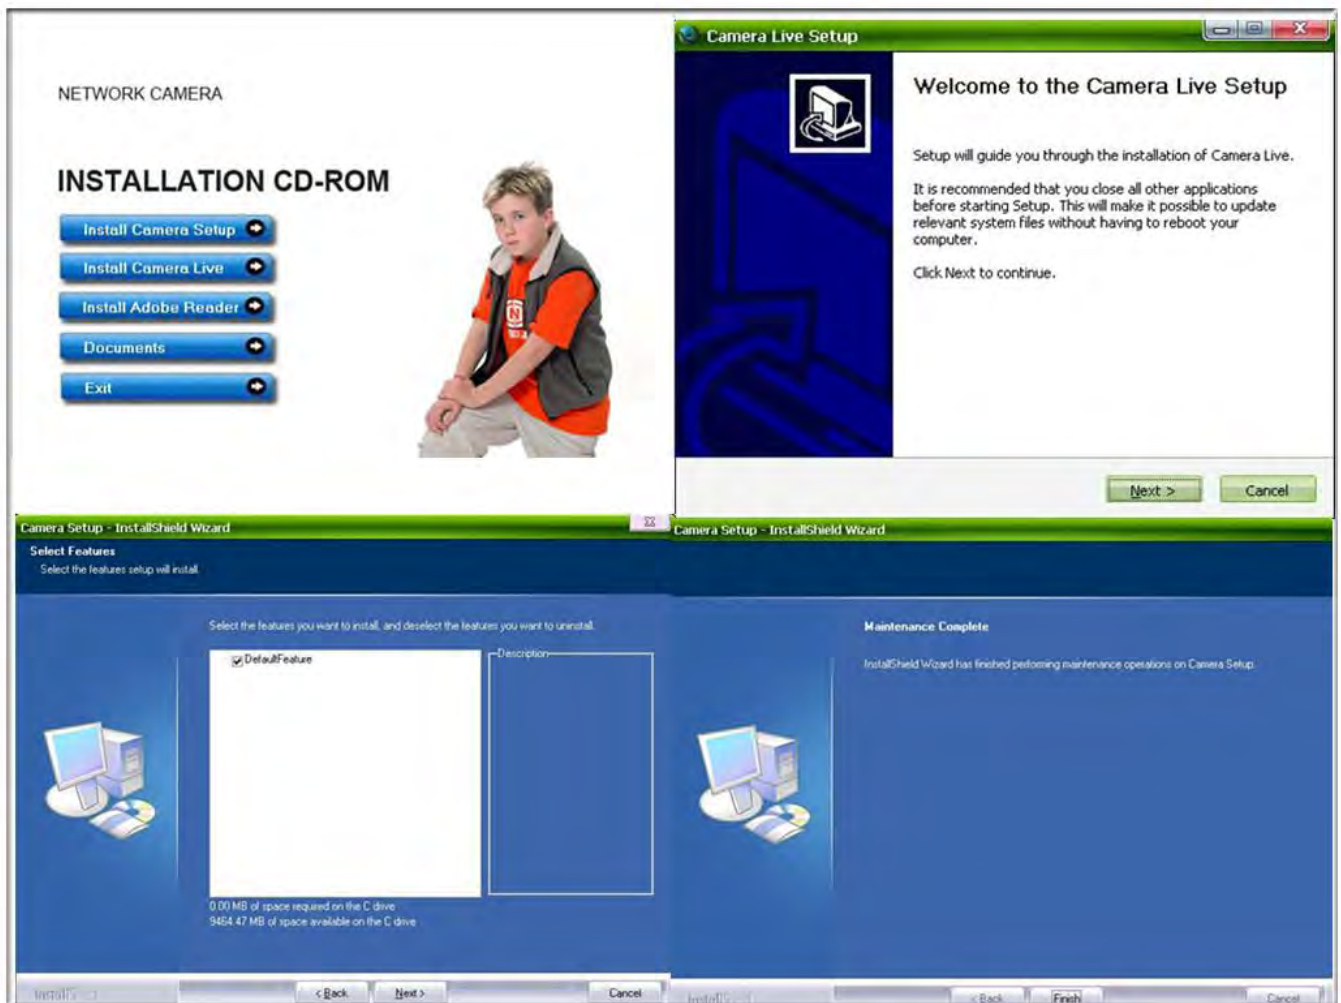 NETWORK CAMERA
INSTALLATION CD-ROM
Install Camera Setup
Install Camera Live
Install Adobe Reader
Documents
Exit
N
Camera Live Setup
Welcome to the Camera Live Setup
Setup will guide you through the installation of Camera Live.
It is recommended that you close all other applications
before starting Setup. This will make it possible to update
relevant system files without having to reboot your
computer.
Click Next to continue.
Next >
Cancel
Camera Setup - InstallShield Wizard
Select Features
Select the features setup will install.
Select the features you want to install, and deselect the features you want to uninstall.
DefaultFeature
Description
0.00 MB of space required on the C drive
9464.47 MB of space available on the C drive
< Back
Next >
Cancel
Camera Setup - InstallShield Wizard
Maintenance Complete
InstallShield Wizard has finished performing maintenance operations on Camera Setup.
< Back
Finish
Cancel